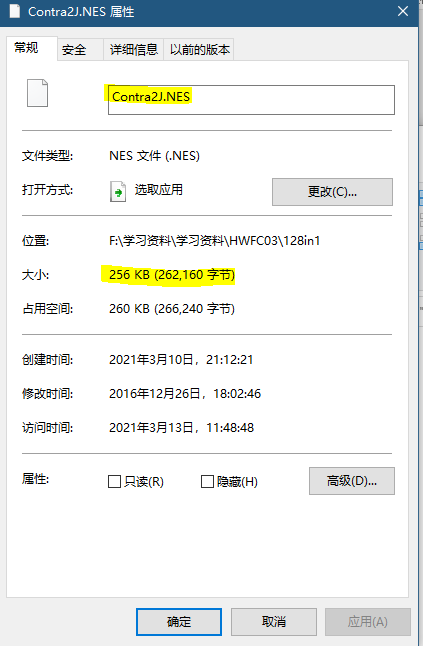 Contra2J.NES 属性
常规 安全 详细信息 以前的版本
Contra2J.NES
文件类型: NES 文件 (.NES)
打开方式: 选取应用 更改(C)...
位置: F:\学习资料\学习资料\HWFC03\128in1
大小: 256 KB (262,160 字节)
占用空间: 260 KB (266,240 字节)
创建时间: 2021年3月10日，21:12:21
修改时间: 2016年12月26日，18:02:46
访问时间: 2021年3月13日，11:48:48
属性: 只读(R) 隐藏(H) 高级(D)...
确定 取消 应用(A)